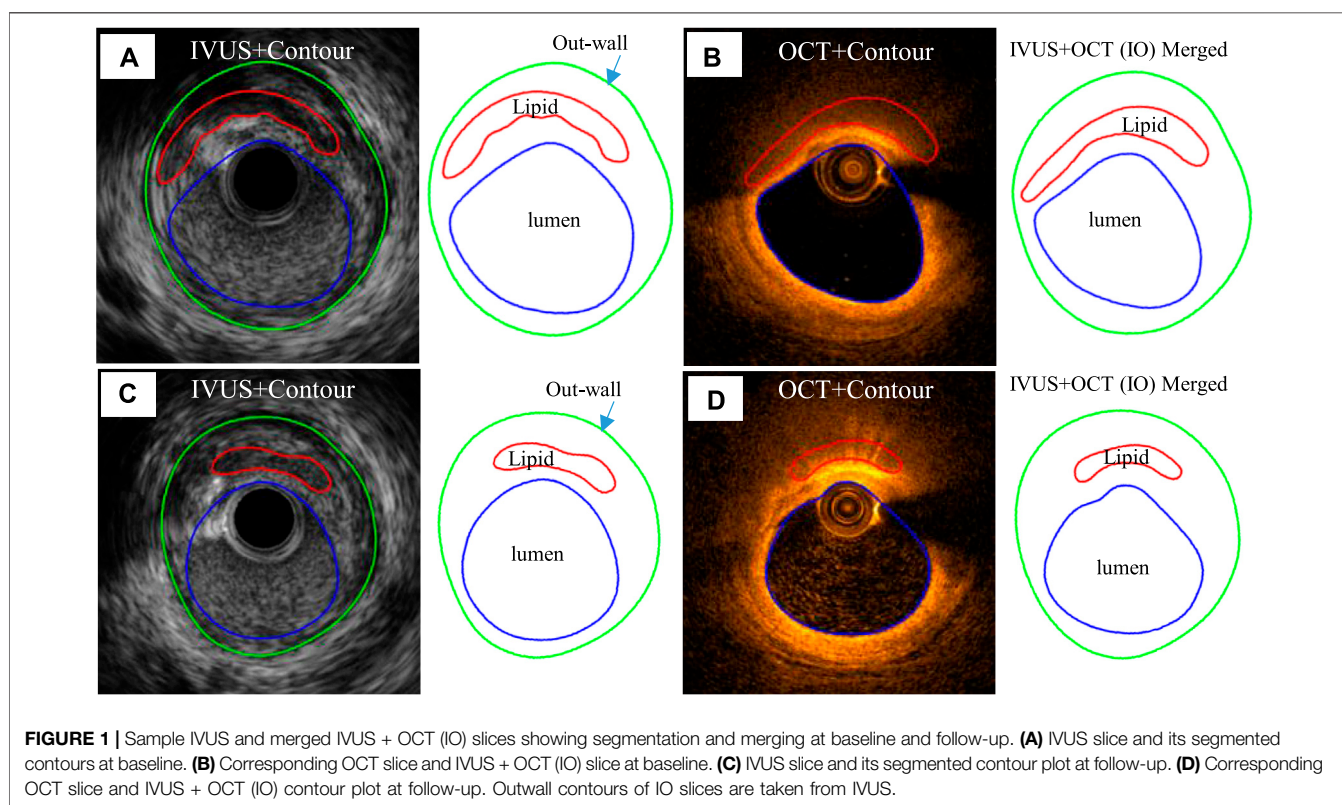 A
IVUS+Contour
Out-wall
Lipid
lumen
B
OCT+Contour
IVUS+OCT (IO) Merged
Lipid
lumen
C
IVUS+Contour
Out-wall
Lipid
lumen
D
OCT+Contour
IVUS+OCT (IO) Merged
Lipid
lumen
FIGURE 1 | Sample IVUS and merged IVUS + OCT (IO) slices showing segmentation and merging at baseline and follow-up. (A) IVUS slice and its segmented
contours at baseline. (B) Corresponding OCT slice and IVUS + OCT (IO) slice at baseline. (C) IVUS slice and its segmented contour plot at follow-up. (D) Corresponding
OCT slice and IVUS + OCT (IO) contour plot at follow-up. Outwall contours of IO slices are taken from IVUS.